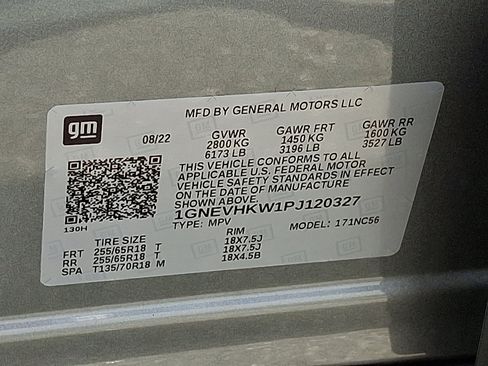 gm
MFD BY GENERAL MOTORS LLC
08/22
GVWR GAWR FRT GAWR RR
2800 KG 1450 KG 1600 KG
6173 LB 3196 LB 3527 LB
THIS VEHICLE CONFORMS TO ALL
APPLICABLE U.S. FEDERAL MOTOR
VEHICLE SAFETY STANDARDS IN EFFECT
ON THE DATE OF MANUFACTURE
SHOWN ABOVE.
1GNEVHKW1PJ120327
130H
TYPE: MPV MODEL: 171NC56
TIRE SIZE RIM
FRT 255/65R18 T 18X7.5J
RR 255/65R18 T 18X7.5J
SPA T135/70R18 M 18X4.5B